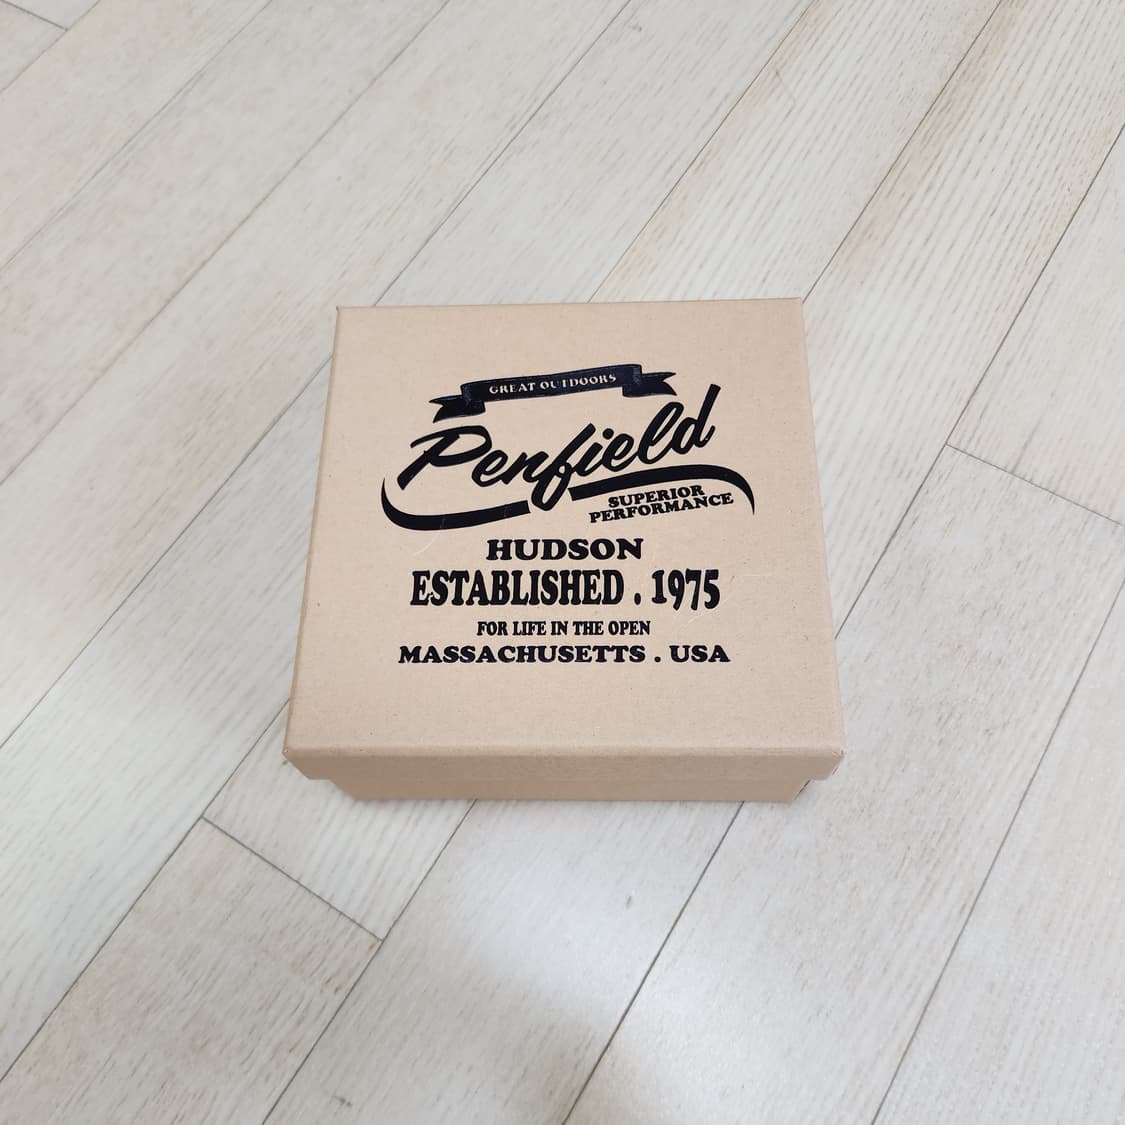 GREAT OUTDOORS
Penfield
SUPERIOR
PERFORMANCE
HUDSON
ESTABLISHED . 1975
FOR LIFE IN THE OPEN
MASSACHUSETTS . USA